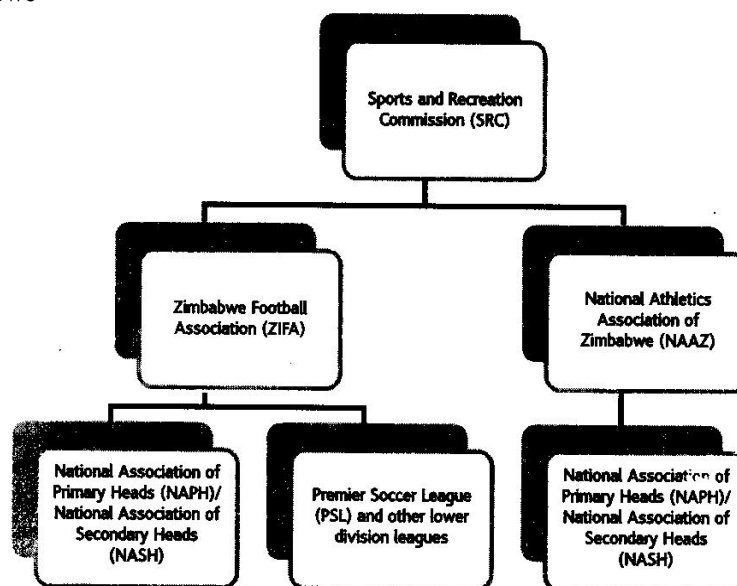 Sports and Recreation
Commission (SRC)
Zimbabwe Football
Association (ZIFA)
National Athletics
Association of
Zimbabwe (NAAZ)
National Association of
Primary Heads (NAPH)/
National Association of
Secondary Heads
(NASH)
Premier Soccer League
(PSL) and other lower
division leagues
National Association of
Primary Heads (NAPH)/
National Association of
Secondary Heads
(NASH)